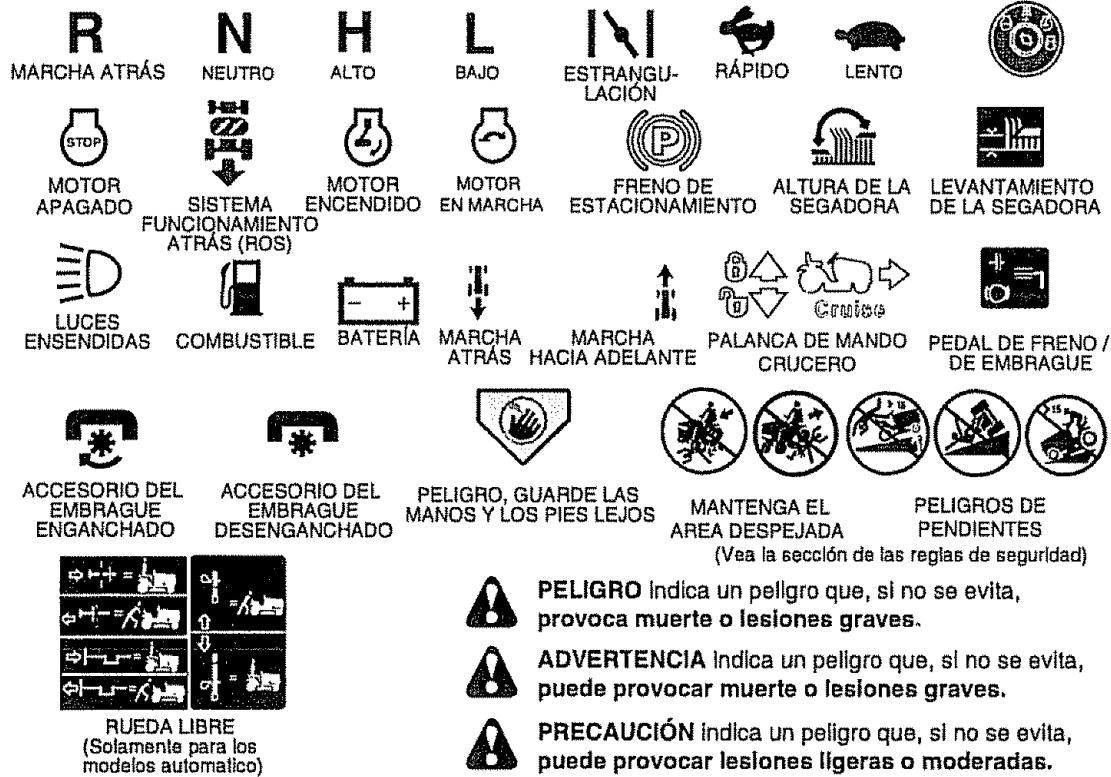 R N H L
MARCHA ATRÁS NEUTRO ALTO BAJO ESTRANGU-
LACIÓN RÁPIDO LENTO
STOP P
MOTOR
APAGADO
SISTEMA
FUNCIONAMIENTO
ATRÁS (ROS)
MOTOR
ENCENDIDO
MOTOR
EN MARCHA
FRENO DE
ESTACIONAMIENTO
ALTURA DE LA
SEGADORA
LEVANTAMIENTO
DE LA SEGADORA
Cruise
LUCES
ENSENDIDAS
COMBUSTIBLE
BATERÍA
MARCHA
ATRÁS
MARCHA
HACIA ADELANTE
PALANCA DE MANDO
CRUCERO
PEDAL DE FRENO /
DE EMBRAGUE
15
15
ACCESORIO DEL
EMBRAGUE
ENGANCHADO
ACCESORIO DEL
EMBRAGUE
DESENGANCHADO
PELIGRO, GUARDE LAS
MANOS Y LOS PIES LEJOS
MANTENGA EL
AREA DESPEJADA
PELIGROS DE
PENDIENTES
(Vea la sección de las reglas de seguridad)
RUEDA LIBRE
(Solamente para los
modelos automatico)
PELIGRO indica un peligro que, si no se evita,
provoca muerte o lesiones graves.
ADVERTENCIA indica un peligro que, si no se evita,
puede provocar muerte o lesiones graves.
PRECAUCIÓN indica un peligro que, si no se evita,
puede provocar lesiones ligeras o moderadas.